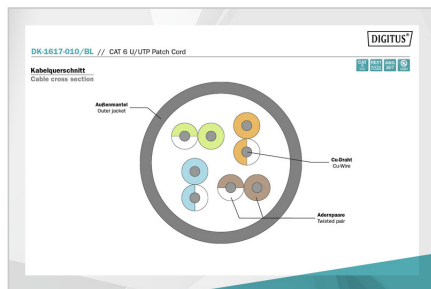 DIGITUS®
DK-1617-010/BL // CAT 6 U/UTP Patch Cord
Kabelquerschnitt
Cable cross section
Außenmantel
Outer jacket
Cu-Draht
Cu-Wire
Adernpaare
Twisted pair